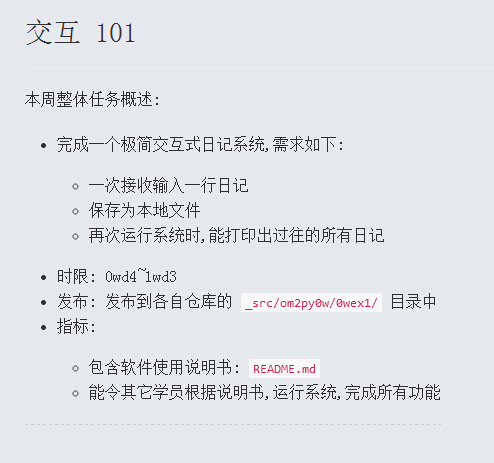 交互 101
本周整体任务概述:
完成一个极简交互式日记系统,需求如下:
一次接收输入一行日记
保存为本地文件
再次运行系统时,能打印出过往的所有日记
时限: 0wd4~1wd3
发布: 发布到各自仓库的 _src/om2py0w/0wex1/ 目录中
指标:
包含软件使用说明书: README.md
能令其它学员根据说明书,运行系统,完成所有功能